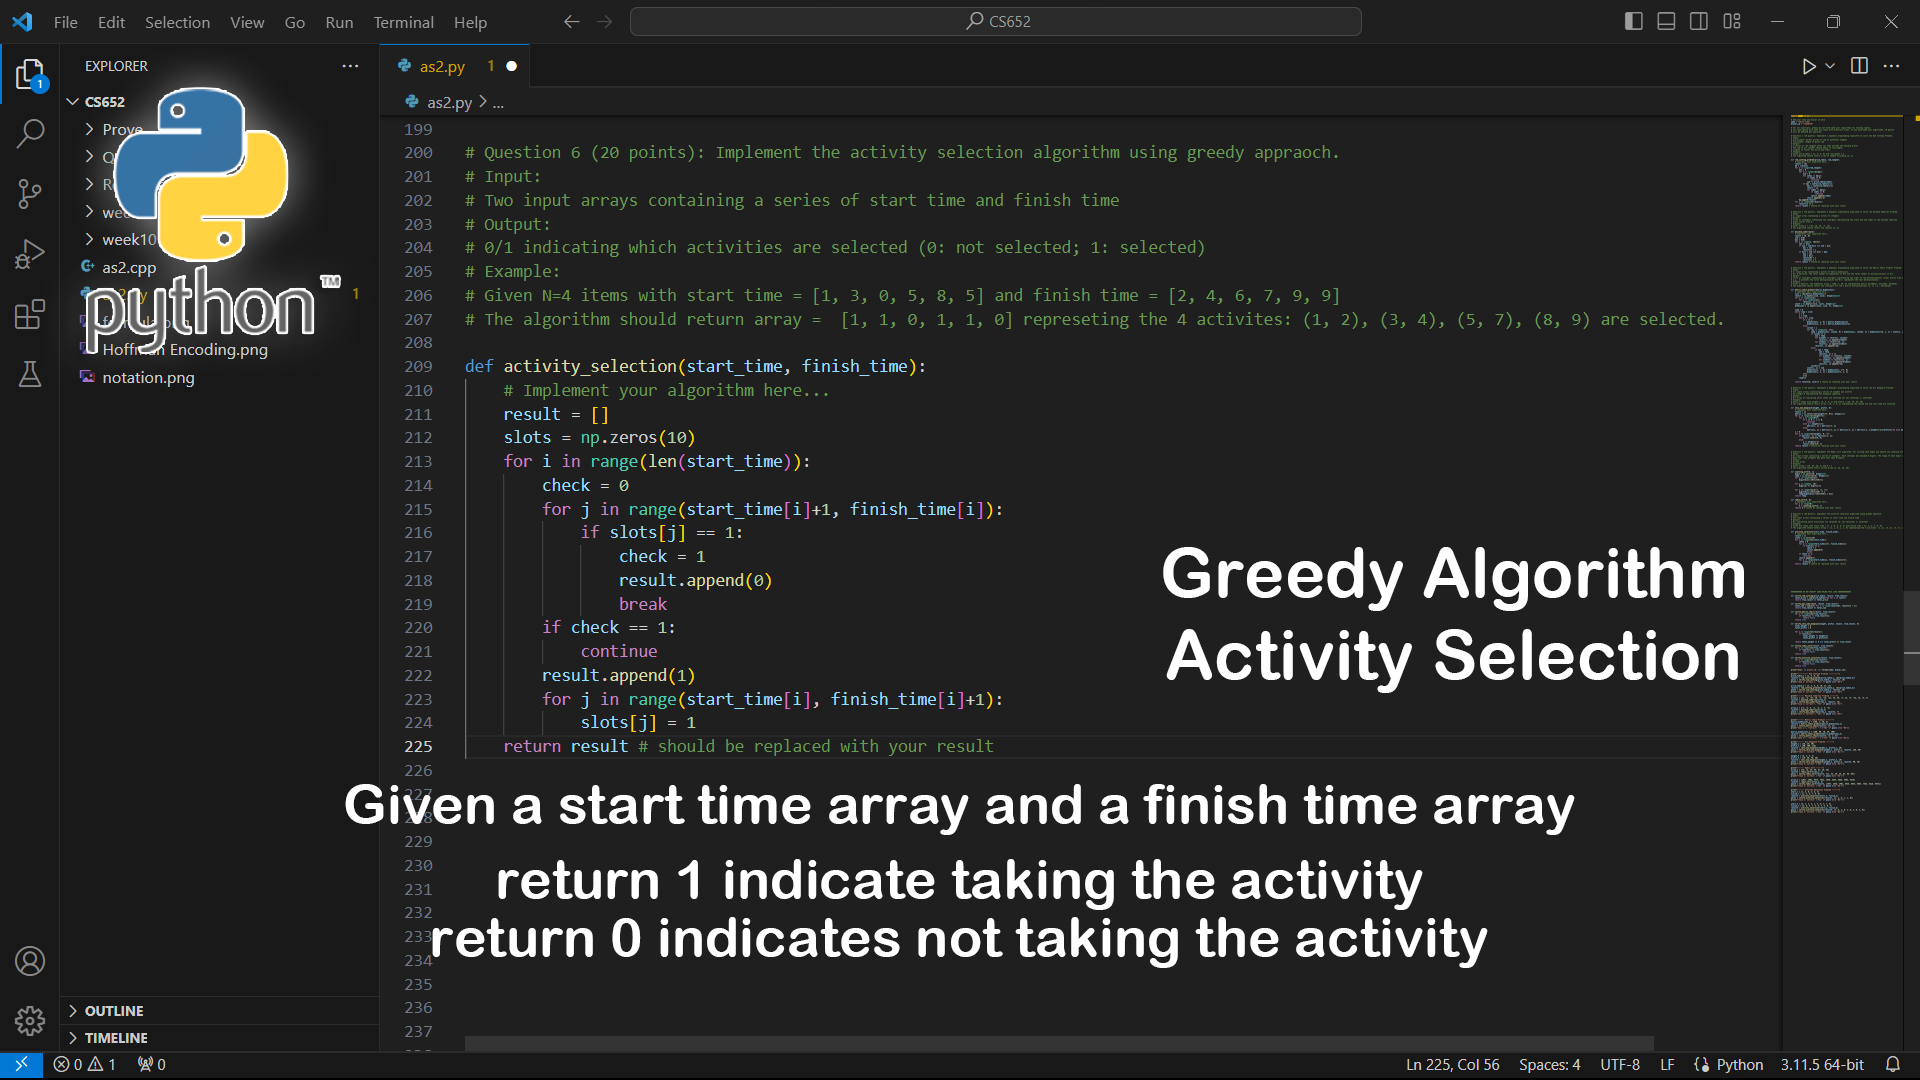 File Edit Selection View Go Run Terminal Help
CS652
EXPLORER
as2.py 1
CS652
as2.py > ...
Prove
week10
as2.cpp
1
Hoffman Encoding.png
notation.png
python™
199
200 # Question 6 (20 points): Implement the activity selection algorithm using greedy appraoch.
201 # Input:
202 # Two input arrays containing a series of start time and finish time
203 # Output:
204 # 0/1 indicating which activities are selected (0: not selected; 1: selected)
205 # Example:
206 # Given N=4 items with start time = [1, 3, 0, 5, 8, 5] and finish time = [2, 4, 6, 7, 9, 9]
207 # The algorithm should return array =  [1, 1, 0, 1, 1, 0] represeting the 4 activites: (1, 2), (3, 4), (5, 7), (8, 9) are selected.
208
209 def activity_selection(start_time, finish_time):
210     # Implement your algorithm here...
211     result = []
212     slots = np.zeros(10)
213     for i in range(len(start_time)):
214         check = 0
215         for j in range(start_time[i]+1, finish_time[i]):
216             if slots[j] == 1:
217                 check = 1
218                 result.append(0)
219                 break
220         if check == 1:
221             continue
222         result.append(1)
223         for j in range(start_time[i], finish_time[i]+1):
224             slots[j] = 1
225     return result # should be replaced with your result
226
Greedy Algorithm
Activity Selection
Given a start time array and a finish time array
229
230
return 1 indicate taking the activity
231
232
233
return 0 indicates not taking the activity
234
235
236
237
OUTLINE
TIMELINE
0 1 0
Ln 225, Col 56 Spaces: 4 UTF-8 LF Python 3.11.5 64-bit